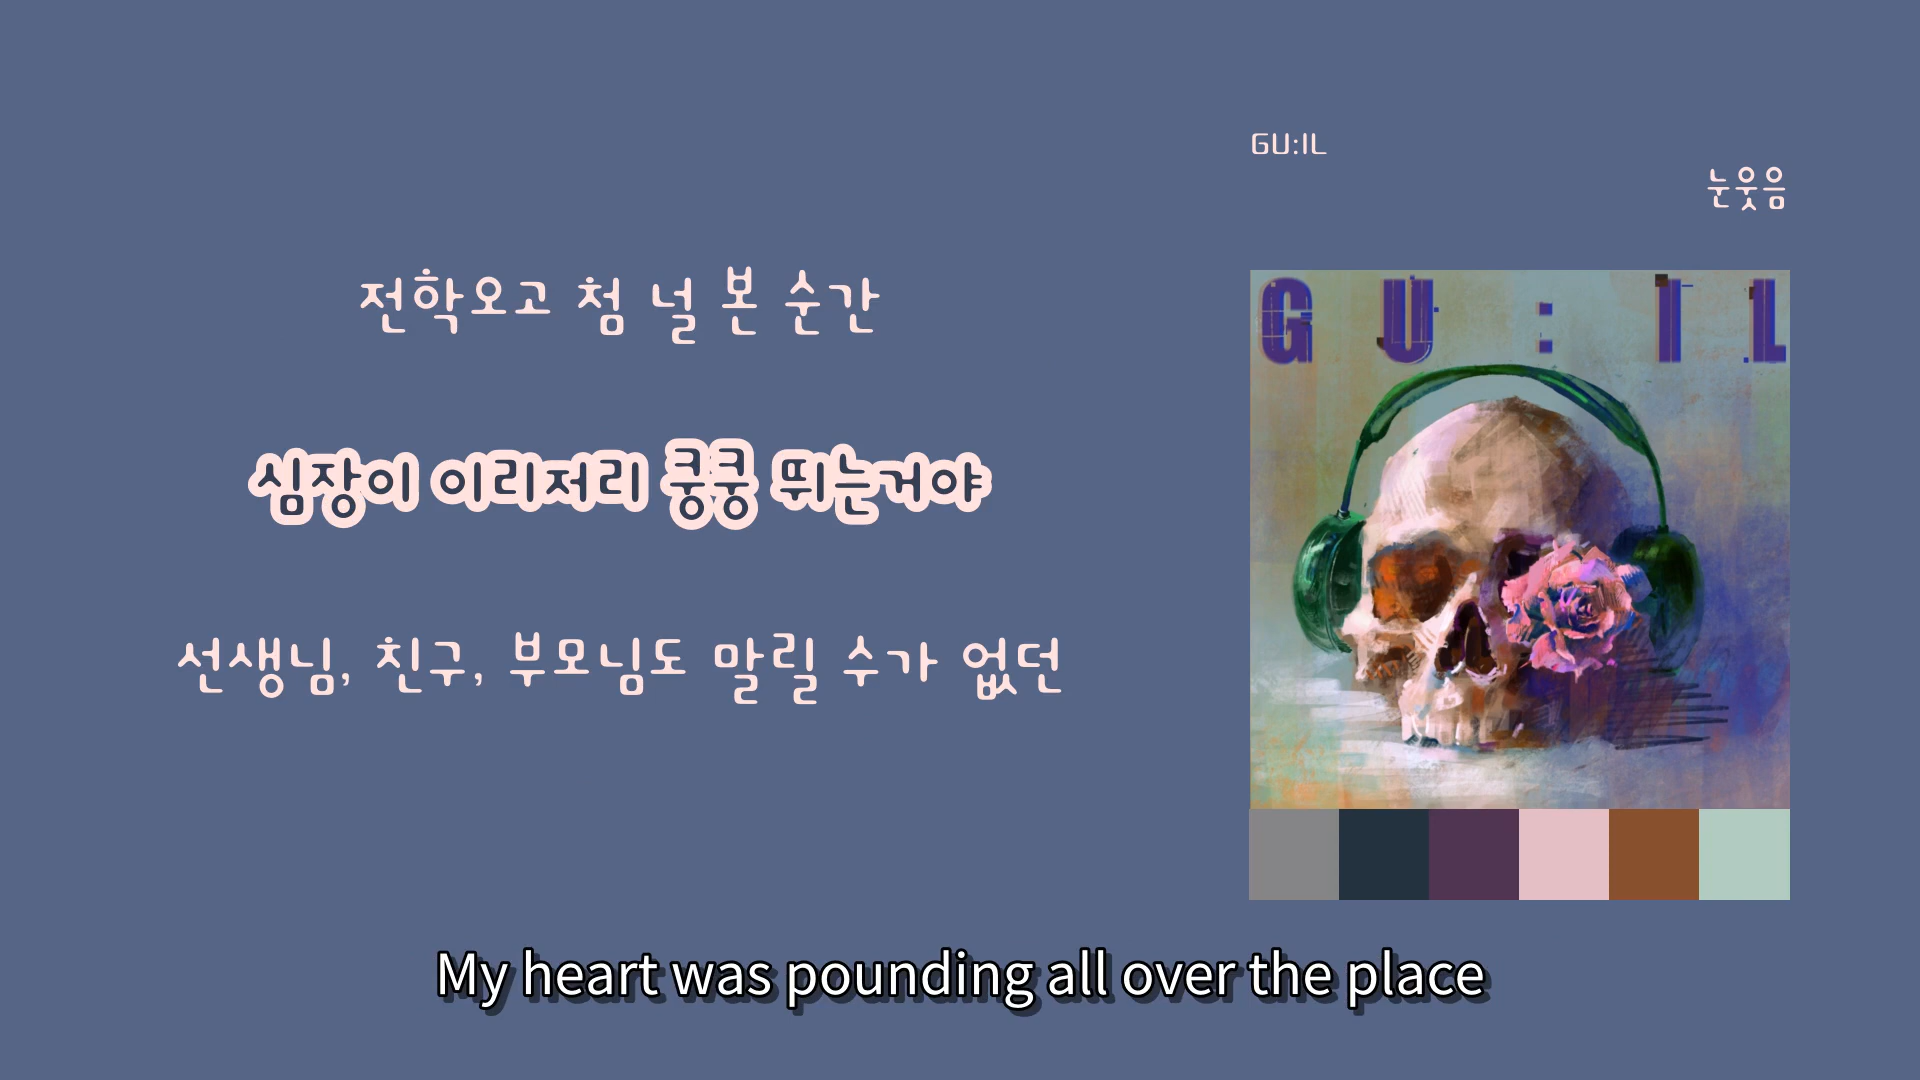 GU:IL
눈웃음
전학오고 첨 널 본 순간
심장이 이리저리 쿵쿵 뛰는거야
선생님, 친구, 부모님도 말릴 수가 없던
GU:IL
My heart was pounding all over the place